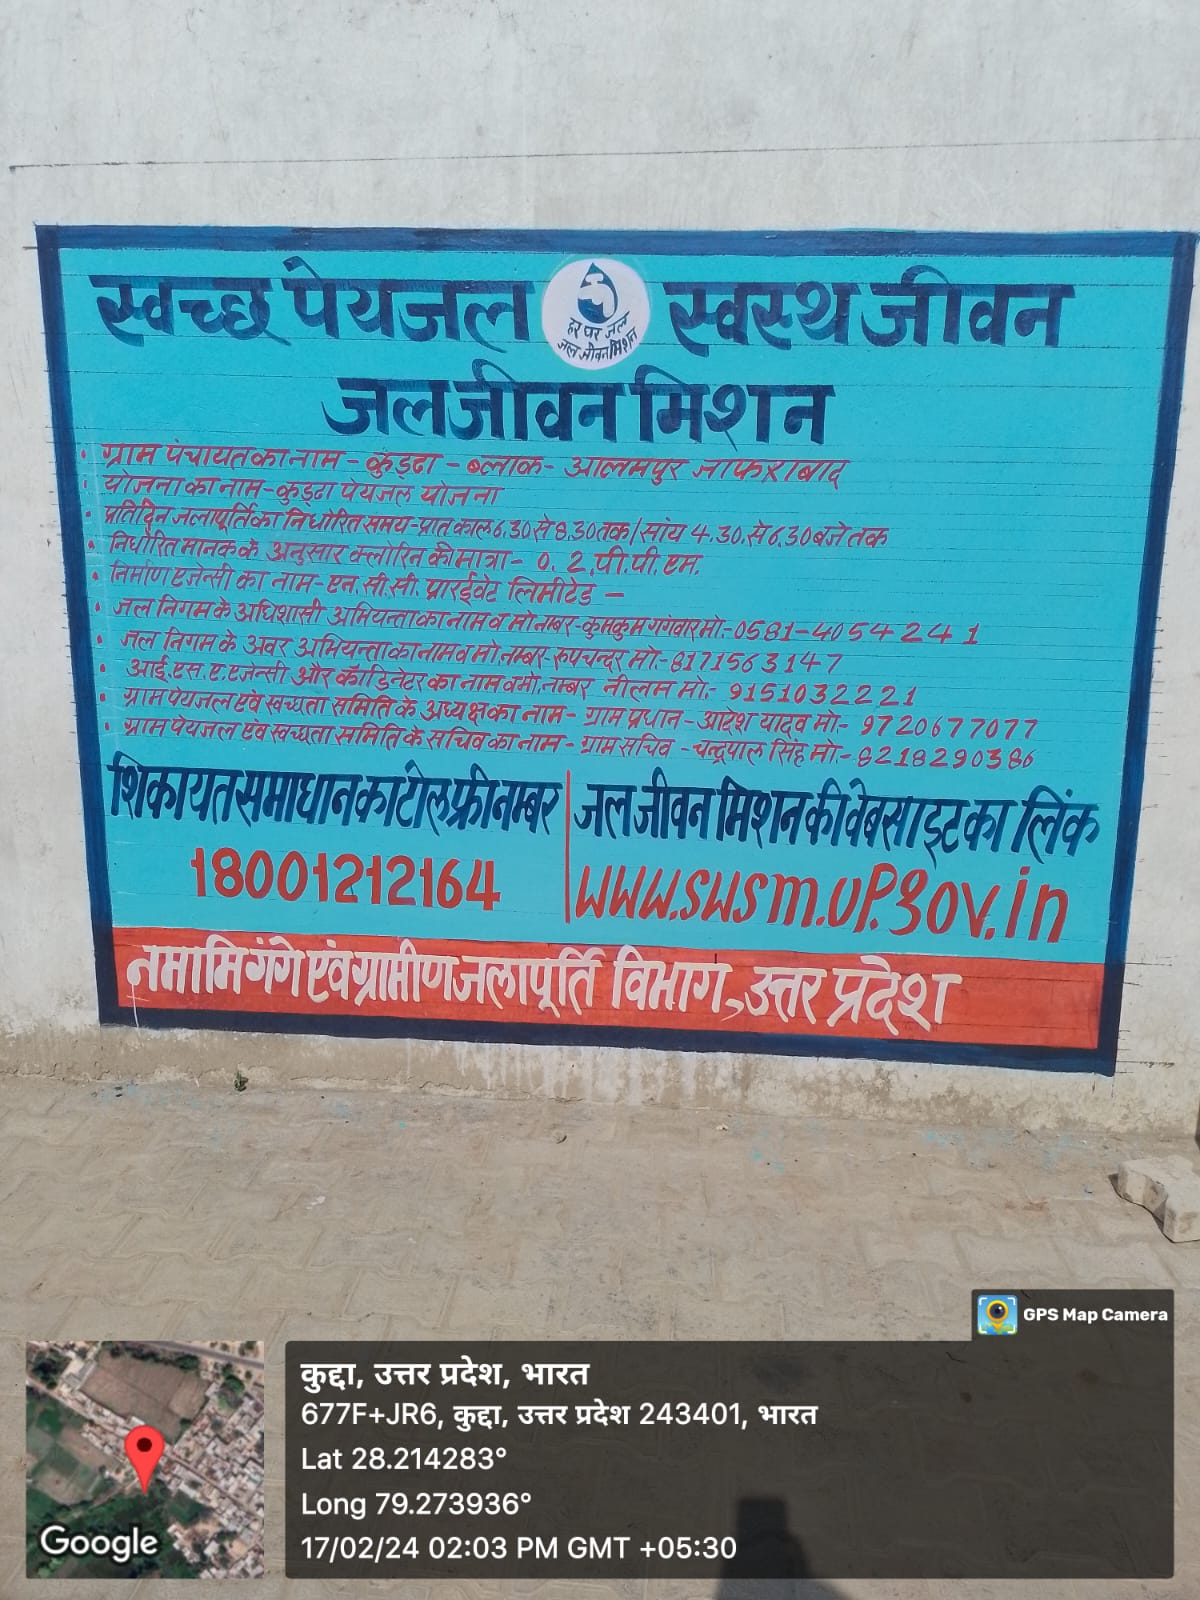 स्वच्छ पेयजल स्वस्थ जीवन
हर घर जल
जल जीवन मिशन
जल जीवन मिशन
• ग्राम पंचायत का नाम - कुड्ढा - ब्लाक - आलमपुर जाफराबाद
• योजना का नाम - कुड्ढा पेयजल योजना
• प्रतिदिन जलापूर्ति का निर्धारित समय - प्रातकाल 6.30 से 8.30 तक / सांय 4.30. से 6.30 बजे तक
• निर्धोरित मानक के अनुसार क्लोरिन की मात्रा - 0.2.पी.पी.एम.
• निर्माण एजेन्सी का नाम - एन.सी.सी. प्रारईवेट लिमीटेड –
• जल निगम के अधिशासी अभियन्ता का नाम व मो नम्बर - कुमकुम गंगवार मो:- 0581-4054241
• जल निगम के अवर अभियन्ता का नाम व मो. नम्बर - रुपचन्दर मो:- 8171563147
• आई.एस.ए. एजेन्सी और कॉर्डिनेटर का नाम व मो. नम्बर नीलम मो:- 9151032221
• ग्राम पेयजल एंव स्वच्छता समिति के अध्यक्ष का नाम - ग्राम प्रधान - आदेश यादव मो:- 9720677077
• ग्राम पेयजल एंव स्वच्छता समिति के सचिव का नाम - ग्राम सचिव - चन्द्रपाल सिंह मो:- 8218290386
शिकायत समाधान का टोल फ्री नम्बर
18001212164
जल जीवन मिशन की वेबसाइट का लिंक
www.swsm.up.gov.in
नमामि गंगे एंव ग्रामीण जलापूर्ति विभाग, उत्तर प्रदेश
GPS Map Camera
कुद्दा, उत्तर प्रदेश, भारत
677F+JR6, कुद्दा, उत्तर प्रदेश 243401, भारत
Lat 28.214283°
Long 79.273936°
17/02/24 02:03 PM GMT +05:30
Google